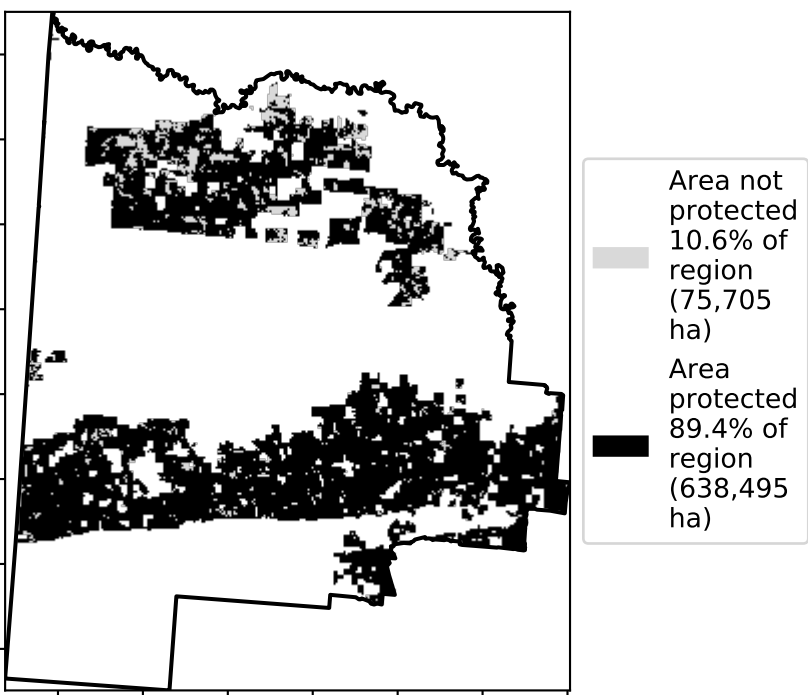 Area not
protected
10.6% of
region
(75,705
ha)
Area
protected
89.4% of
region
(638,495
ha)